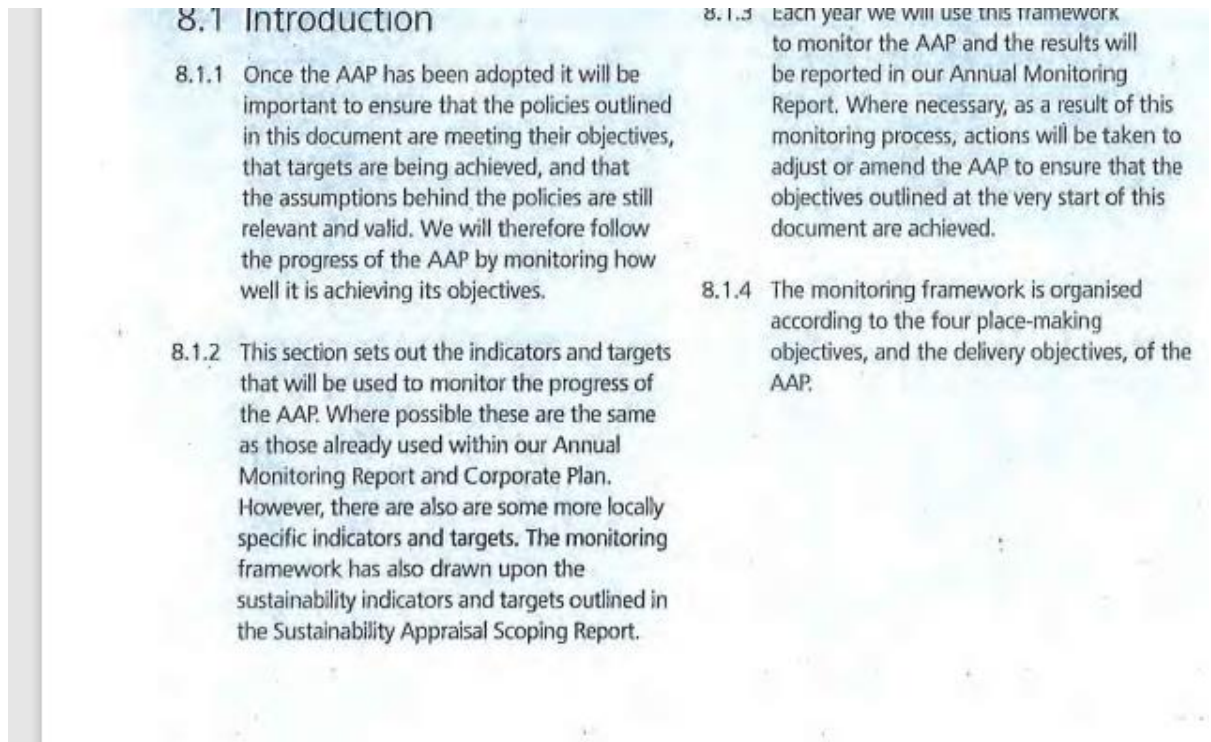 8.1 Introduction
8.1.1 Once the AAP has been adopted it will be
important to ensure that the policies outlined
in this document are meeting their objectives,
that targets are being achieved, and that
the assumptions behind the policies are still
relevant and valid. We will therefore follow
the progress of the AAP by monitoring how
well it is achieving its objectives.
8.1.2 This section sets out the indicators and targets
that will be used to monitor the progress of
the AAP. Where possible these are the same
as those already used within our Annual
Monitoring Report and Corporate Plan.
However, there are also are some more locally
specific indicators and targets. The monitoring
framework has also drawn upon the
sustainability indicators and targets outlined in
the Sustainability Appraisal Scoping Report.
8.1.3 Each year we will use this framework
to monitor the AAP and the results will
be reported in our Annual Monitoring
Report. Where necessary, as a result of this
monitoring process, actions will be taken to
adjust or amend the AAP to ensure that the
objectives outlined at the very start of this
document are achieved.
8.1.4 The monitoring framework is organised
according to the four place-making
objectives, and the delivery objectives, of the
AAP.